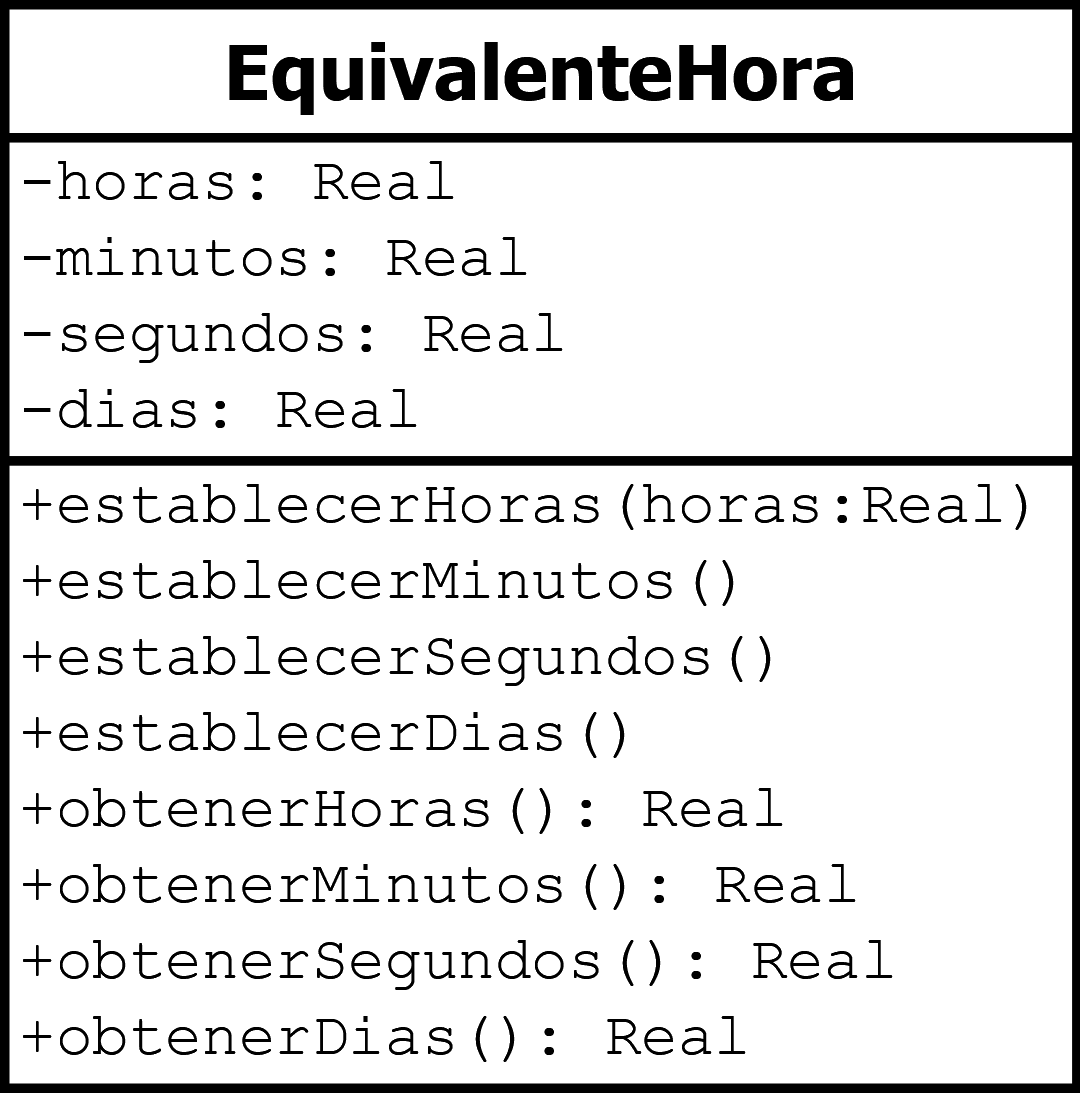 EquivalenteHora
-horas: Real
-minutos: Real
-segundos: Real
-dias: Real
+establecerHoras(horas:Real)
+establecerMinutos()
+establecerSegundos()
+establecerDias()
+obtenerHoras(): Real
+obtenerMinutos(): Real
+obtenerSegundos(): Real
+obtenerDias(): Real